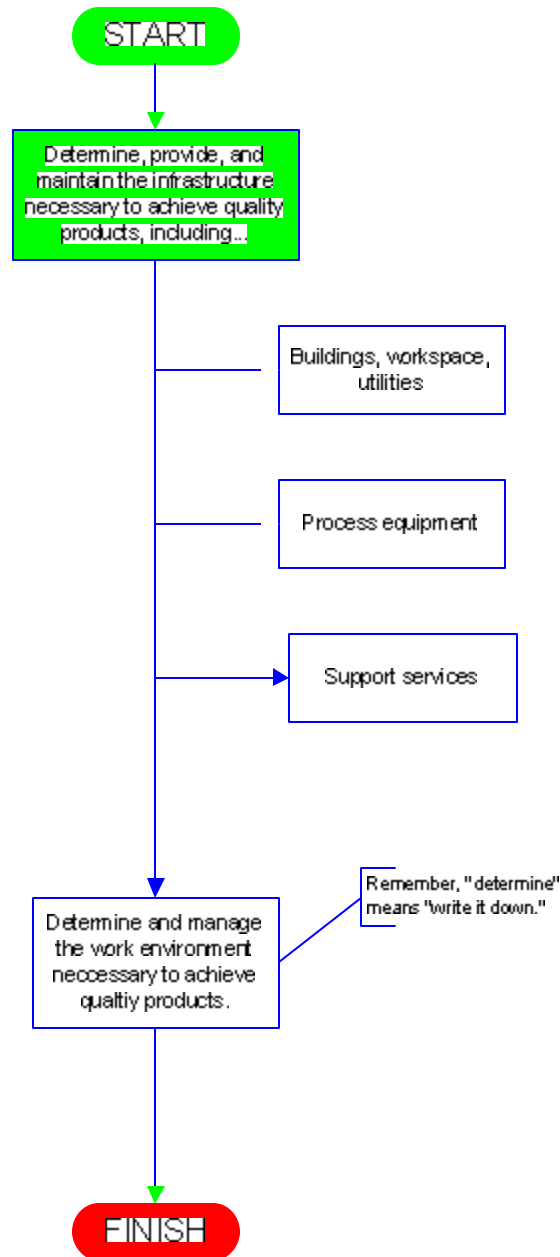 START
Determine, provide, and
maintain the infrastructure
necessary to achieve quality
products, including...
Buildings, workspace,
utilities
Process equipment
Support services
Remember, "determine"
means "write it down."
Determine and manage
the work environment
neccessary to achieve
qualtiy products.
FINISH